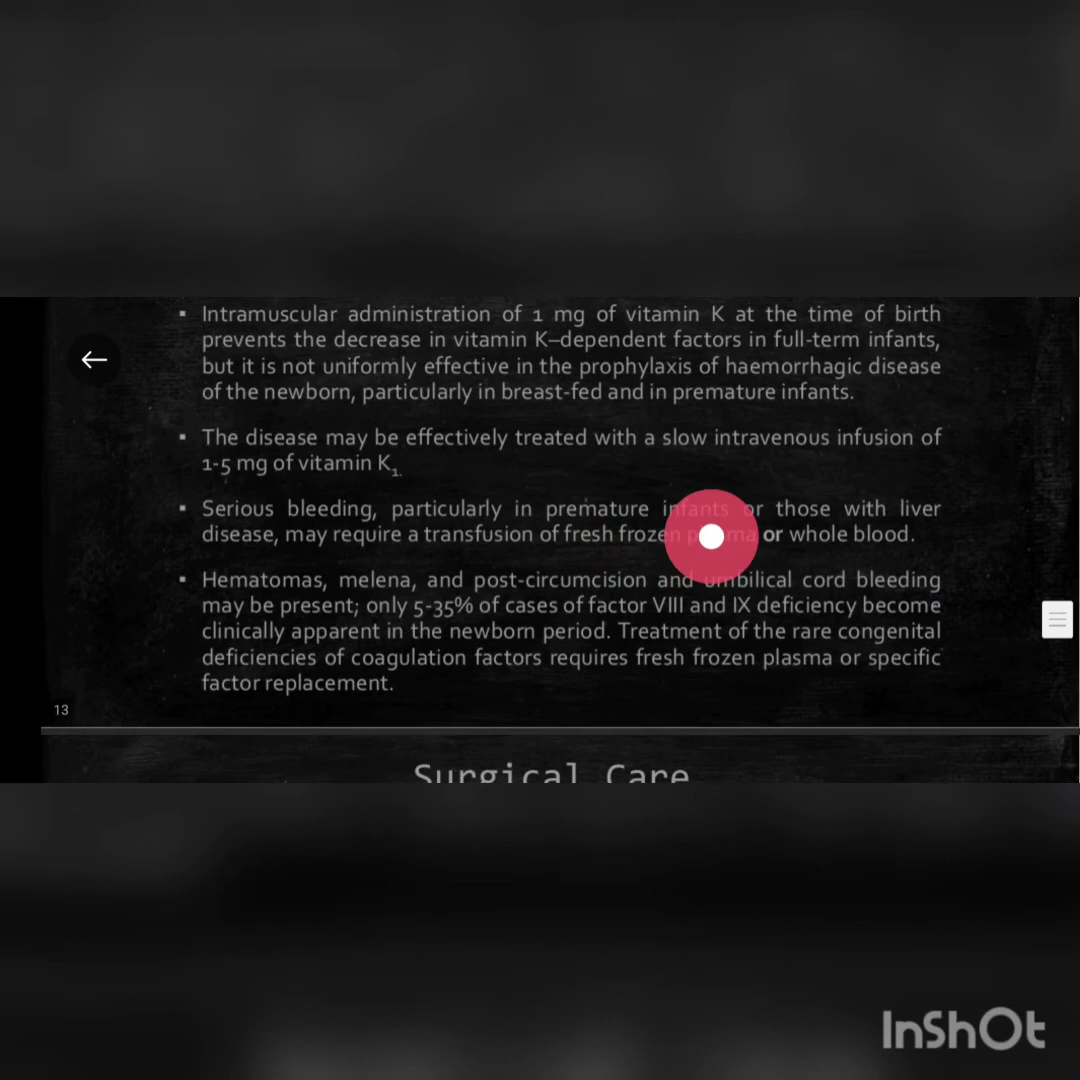 ▪ Intramuscular administration of 1 mg of vitamin K at the time of birth
prevents the decrease in vitamin K–dependent factors in full-term infants,
but it is not uniformly effective in the prophylaxis of haemorrhagic disease
of the newborn, particularly in breast-fed and in premature infants.
▪ The disease may be effectively treated with a slow intravenous infusion of
1-5 mg of vitamin K1.
▪ Serious bleeding, particularly in premature infants or those with liver
disease, may require a transfusion of fresh frozen plasma or whole blood.
▪ Hematomas, melena, and post-circumcision and umbilical cord bleeding
may be present; only 5-35% of cases of factor VIII and IX deficiency become
clinically apparent in the newborn period. Treatment of the rare congenital
deficiencies of coagulation factors requires fresh frozen plasma or specific
factor replacement.
13
Surgical Care
InShOt